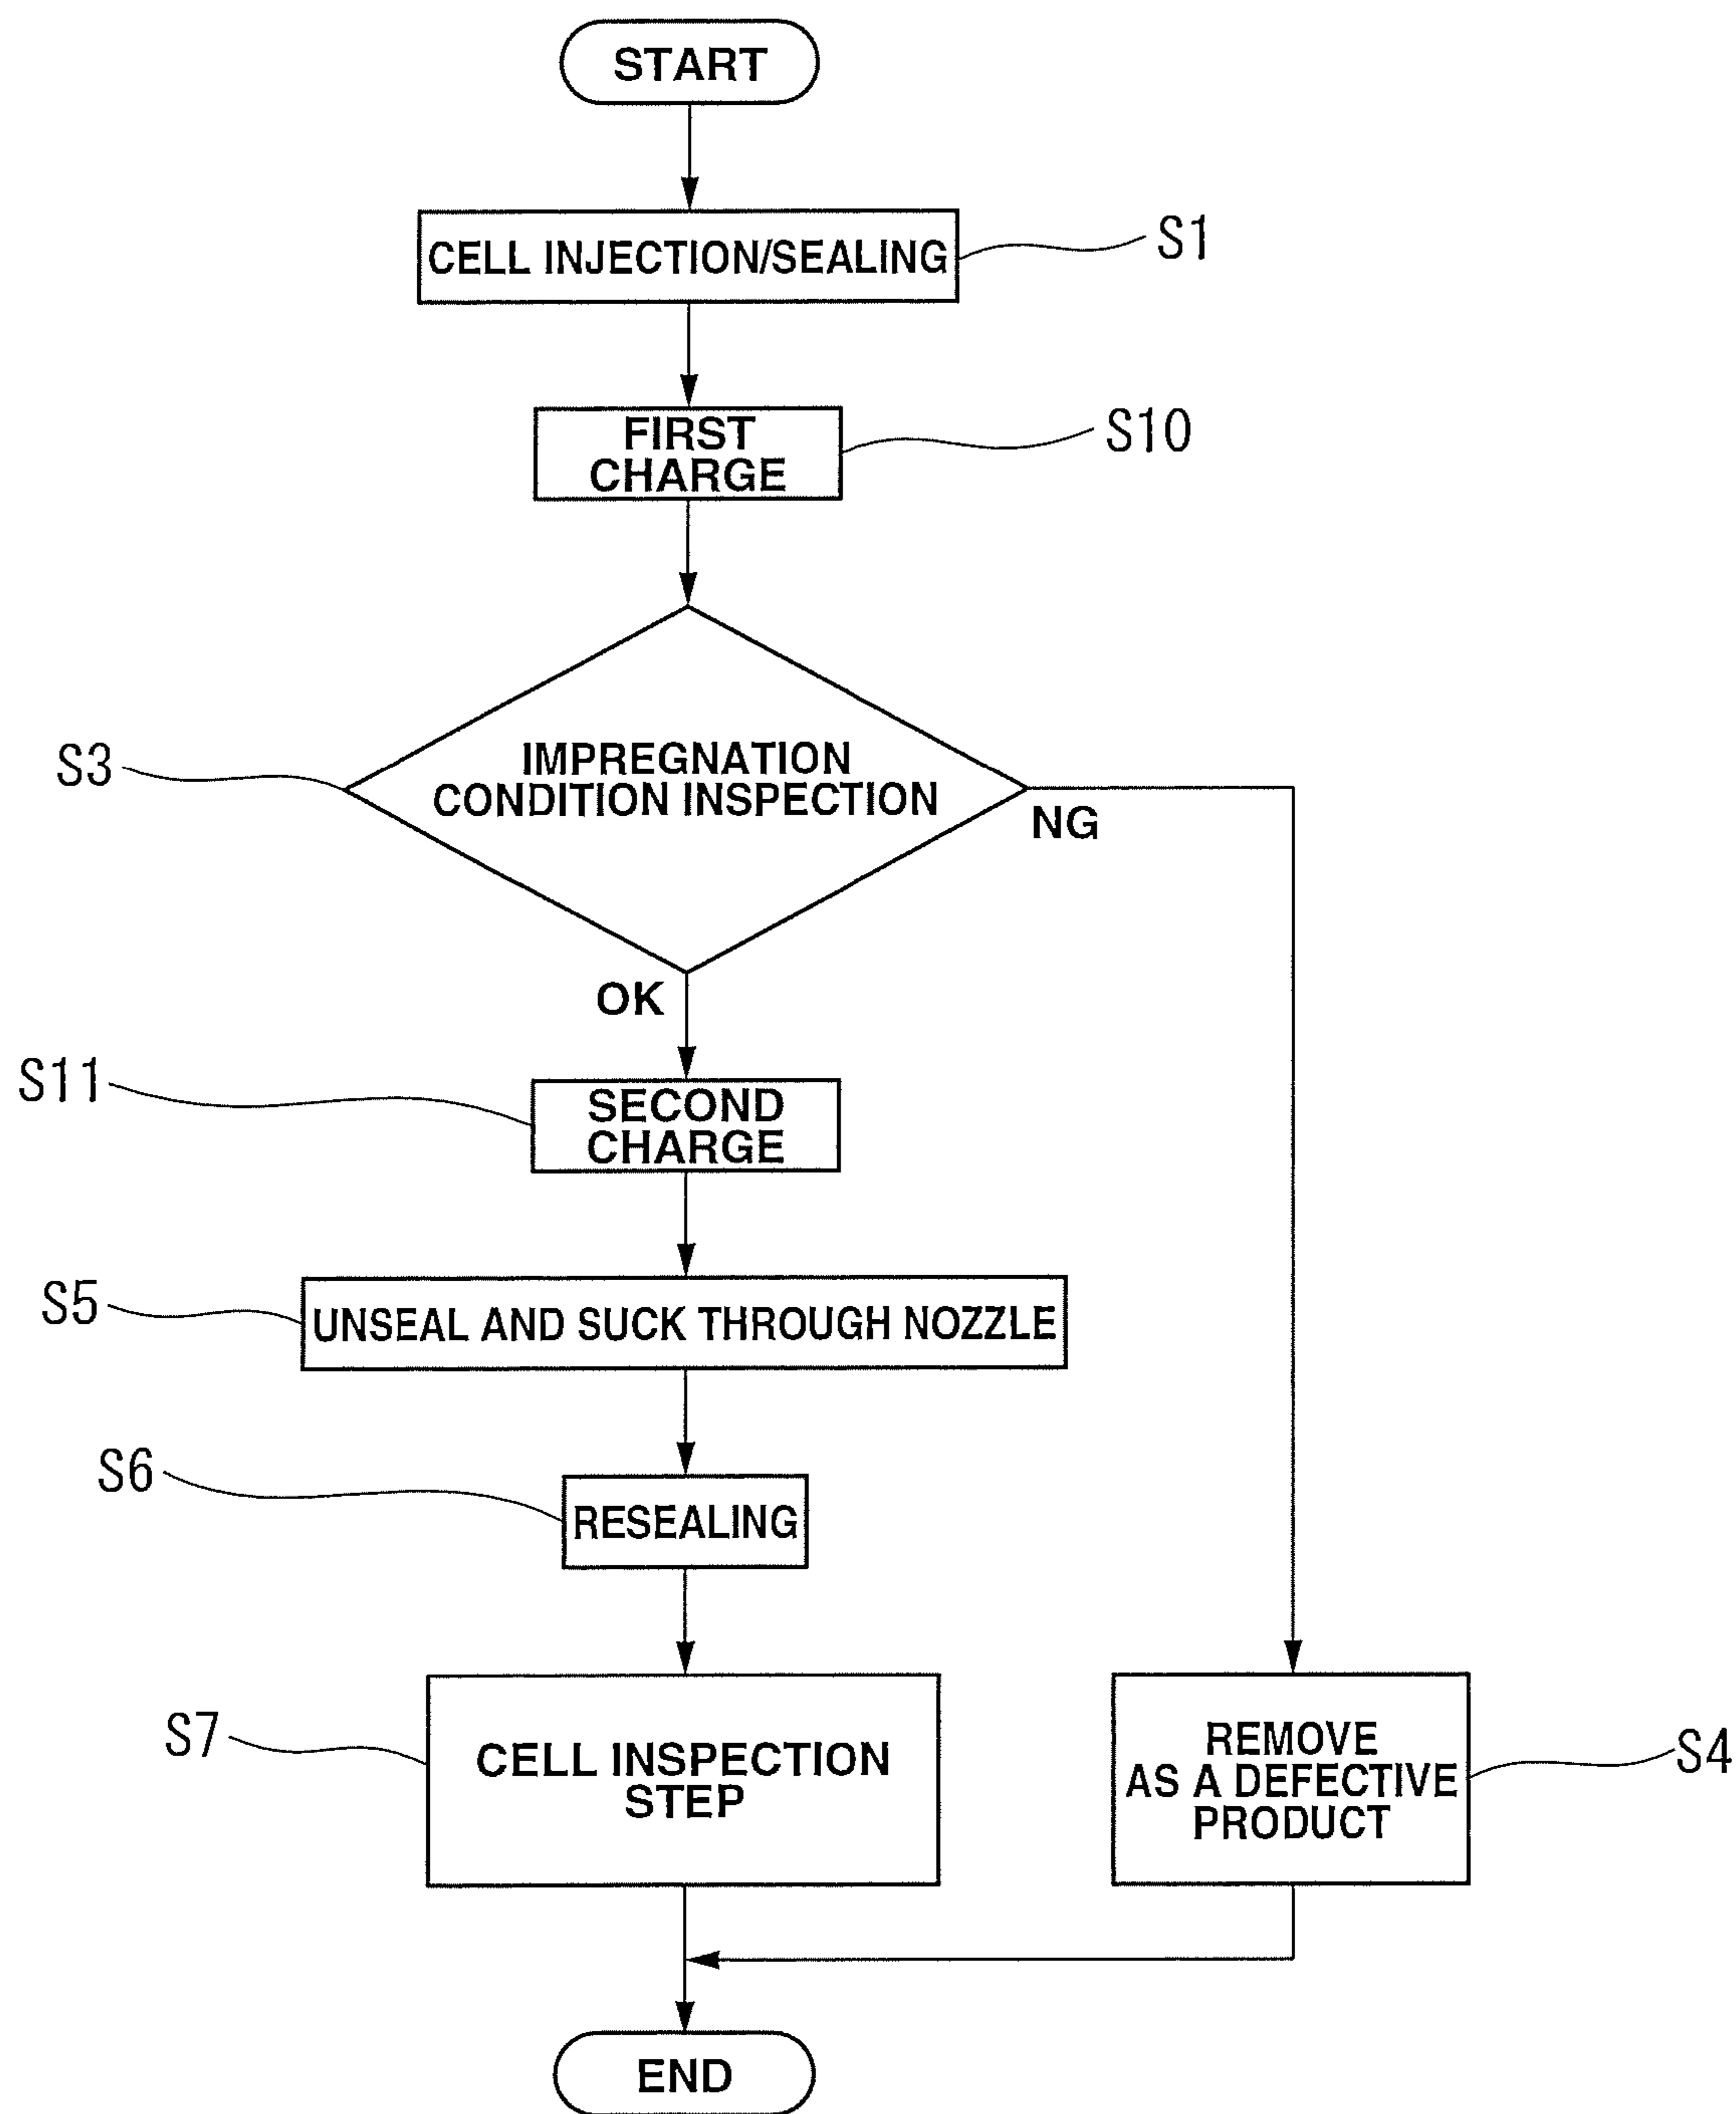 START
CELL INJECTION/SEALING
S1
FIRST
CHARGE
S10
IMPREGNATION
CONDITION INSPECTION
S3
NG
OK
S11
SECOND
CHARGE
S5
UNSEAL AND SUCK THROUGH NOZZLE
S6
RESEALING
S7
CELL INSPECTION
STEP
REMOVE
AS A DEFECTIVE
PRODUCT
S4
END